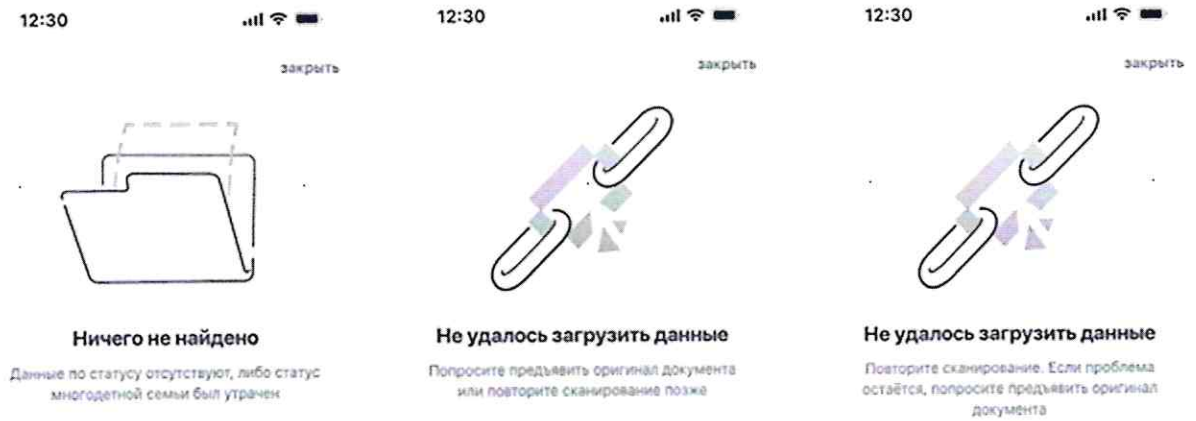 12:30
закрыть
Ничего не найдено
Данные по статусу отсутствуют, либо статус
многодетной семьи был утрачен
12:30
закрыть
Не удалось загрузить данные
Попросите предъявить оригинал документа
или повторите сканирование позже
12:30
закрыть
Не удалось загрузить данные
Повторите сканирование. Если проблема
остаётся, попросите предъявить оригинал
документа